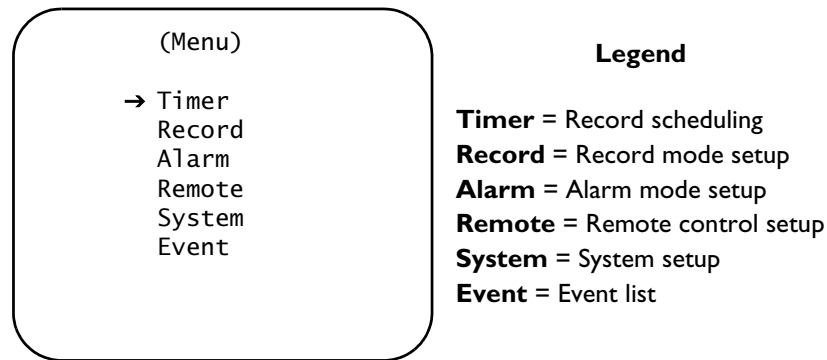 (Menu)
➔ Timer
Record
Alarm
Remote
System
Event
Legend
Timer = Record scheduling
Record = Record mode setup
Alarm = Alarm mode setup
Remote = Remote control setup
System = System setup
Event = Event list